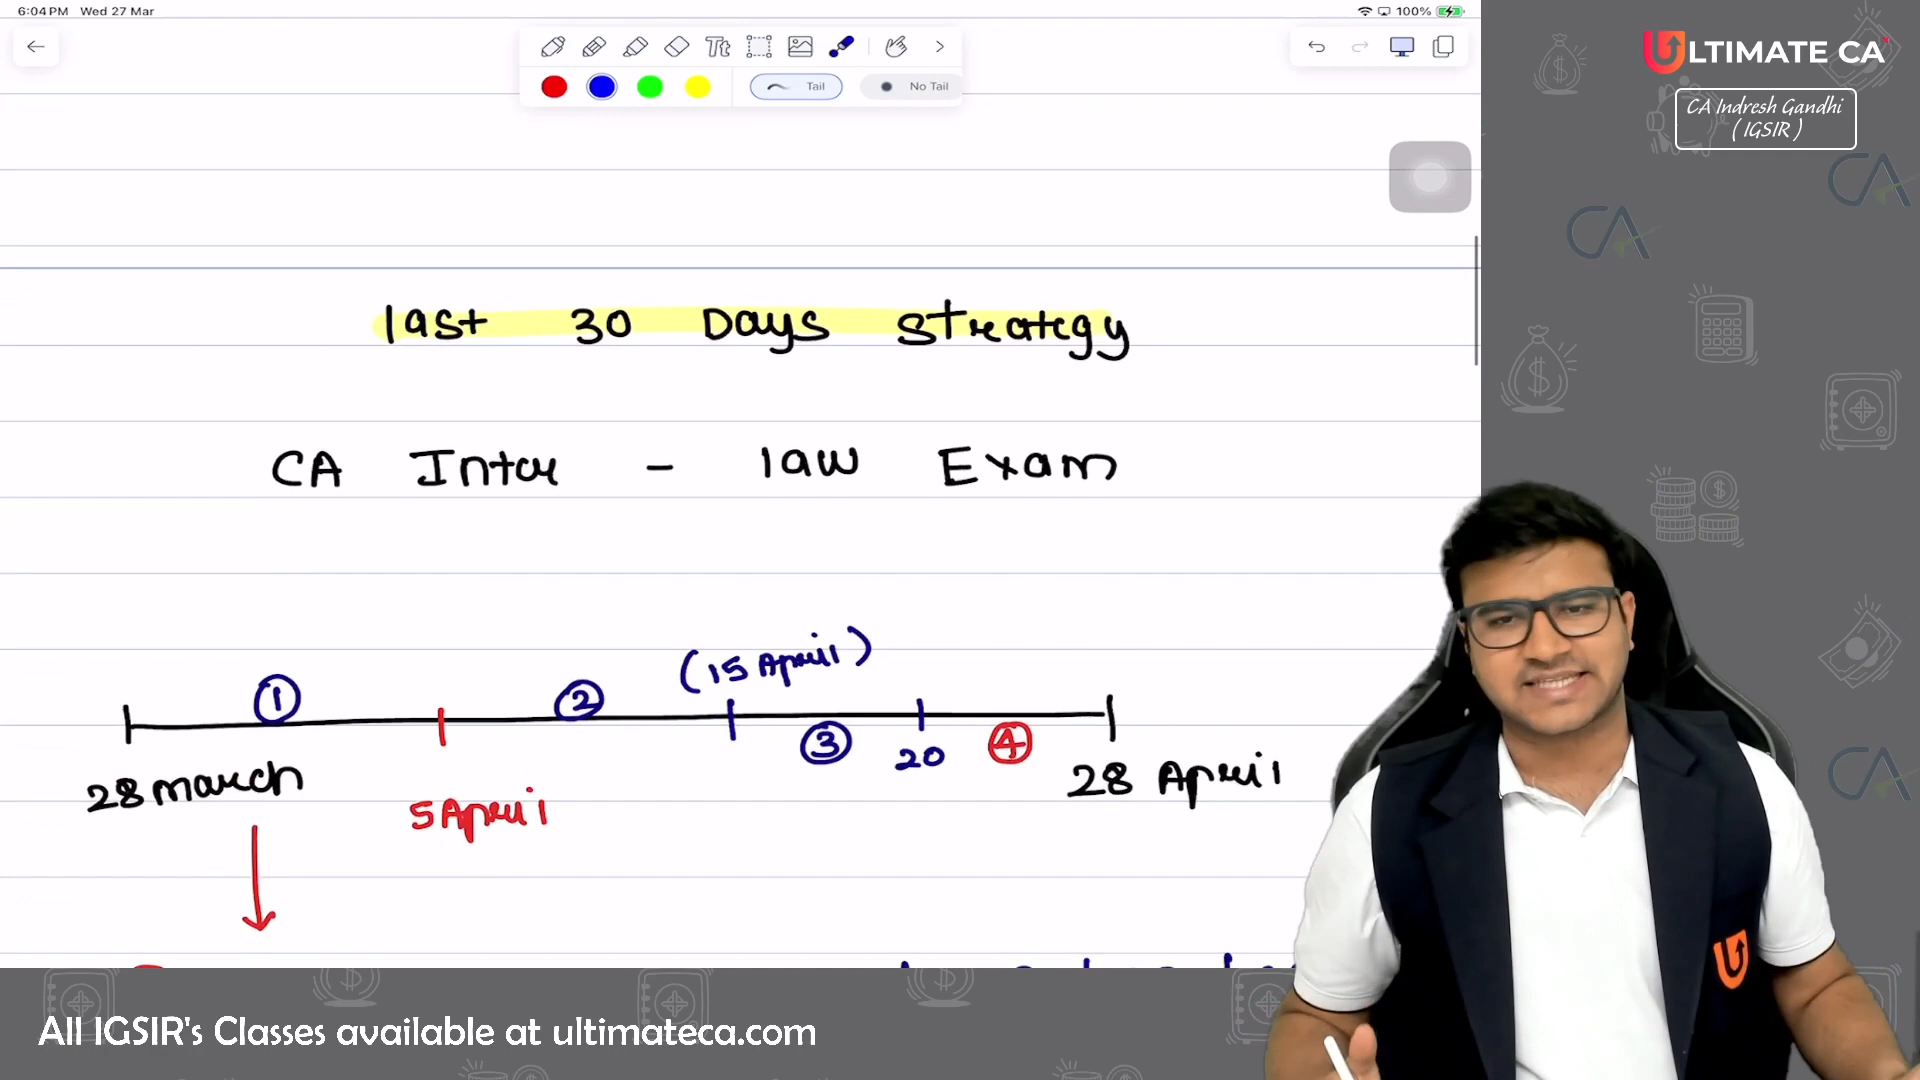 6:04 PM Wed 27 Mar
100%
Tt
Tail
No Tail
ULTIMATE CA
CA Indresh Gandhi
( IGSIR )
last 30 Days Strategy
CA Inter - law Exam
(15 April)
1 2
3 4
20
28 march
28 April
5 April
All IGSIR's Classes available at ultimateca.com